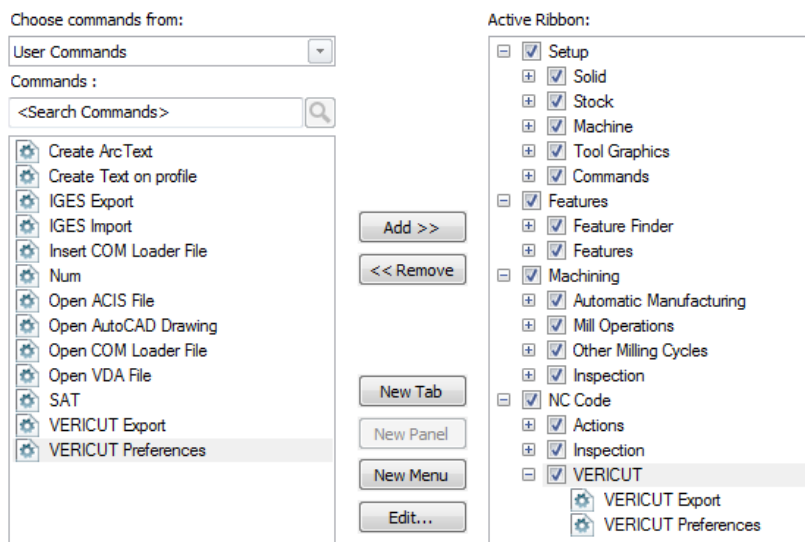 Choose commands from:
User Commands
Commands :
<Search Commands>
Create ArcText
Create Text on profile
IGES Export
IGES Import
Insert COM Loader File
Num
Open ACIS File
Open AutoCAD Drawing
Open COM Loader File
Open VDA File
SAT
VERICUT Export
VERICUT Preferences
Add >>
<< Remove
New Tab
New Panel
New Menu
Edit...
Active Ribbon:
Setup
Solid
Stock
Machine
Tool Graphics
Commands
Features
Feature Finder
Features
Machining
Automatic Manufacturing
Mill Operations
Other Milling Cycles
Inspection
NC Code
Actions
Inspection
VERICUT
VERICUT Export
VERICUT Preferences